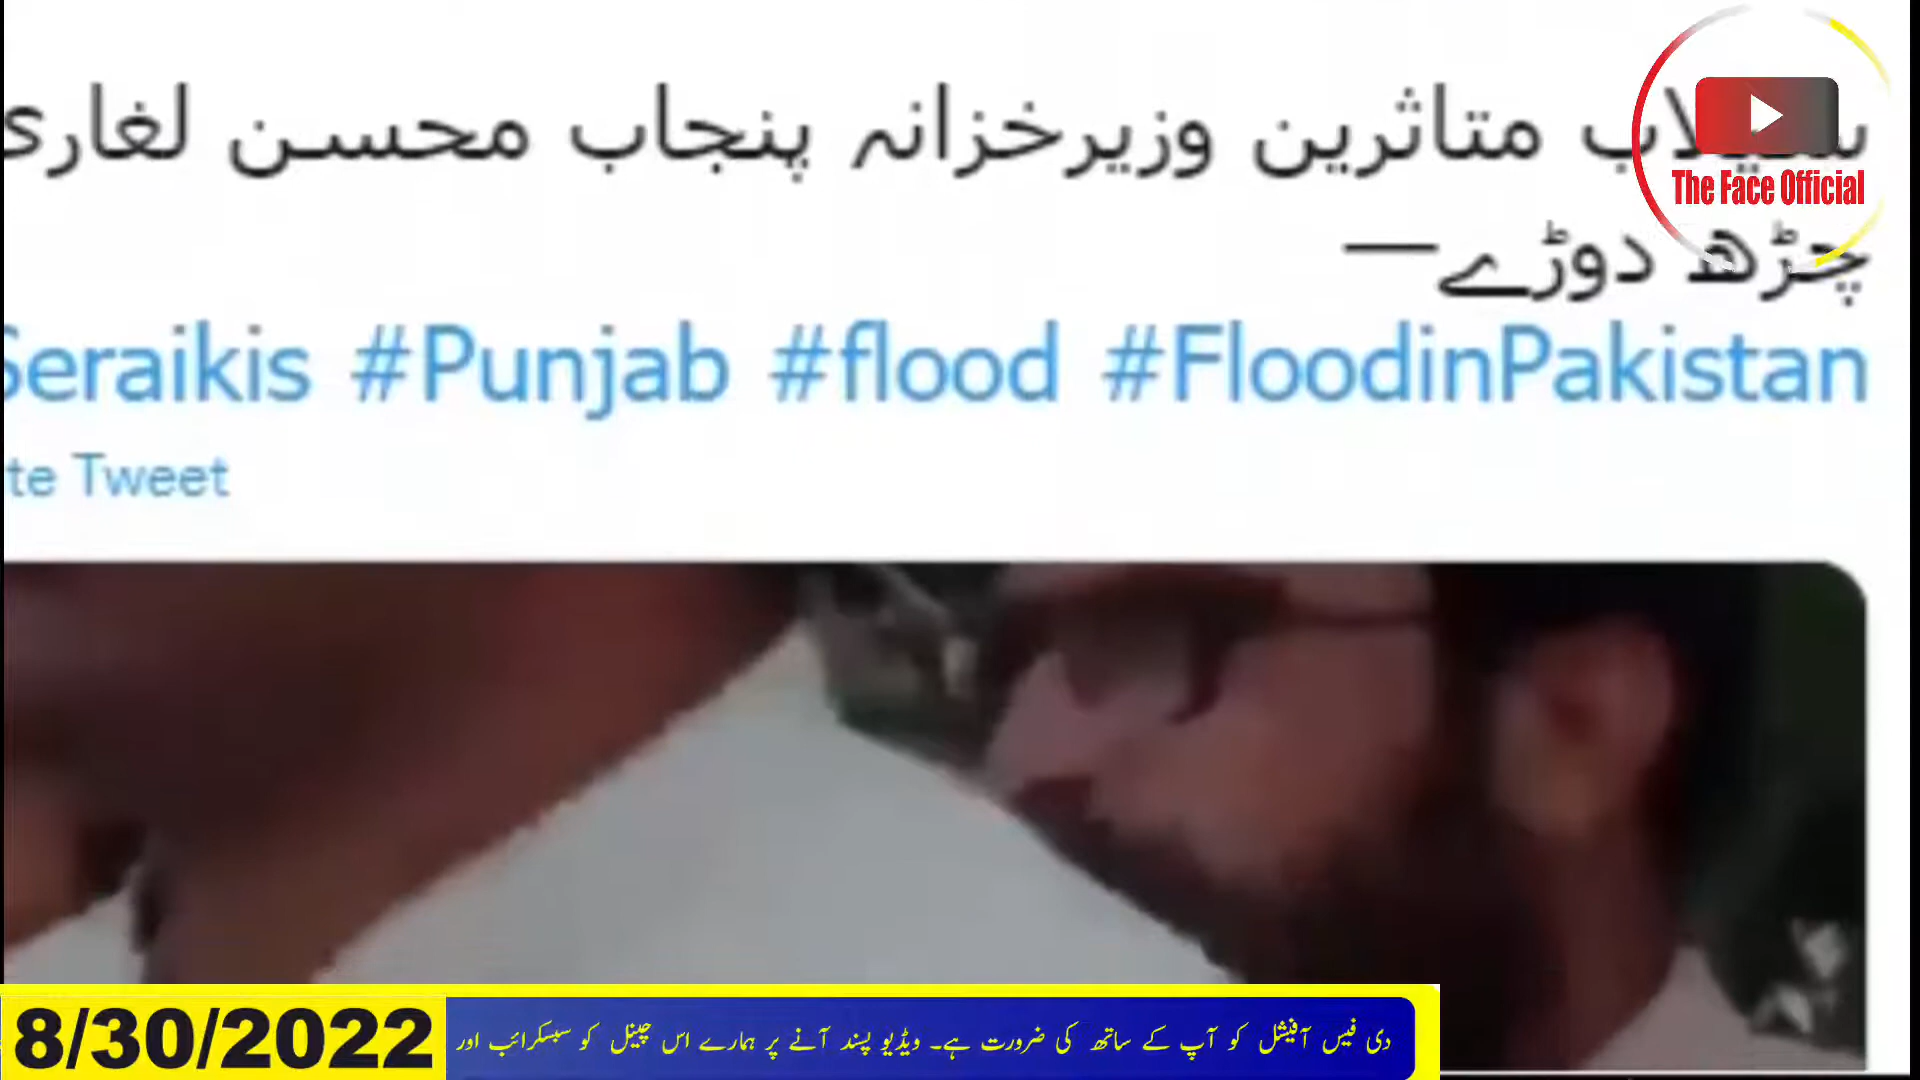 سیلاب متاثرین وزیرخزانہ پنجاب محسن لغاری
چڑھ دوڑے—
Seraikis #Punjab #flood #FloodinPakistan
te Tweet
The Face Official
8/30/2022
دی فیس آفیشل کو آپ کے ساتھ کی ضرورت ہے۔ ویڈیو پسند آنے پر ہمارے اس چینل کو سبسکرائب اور